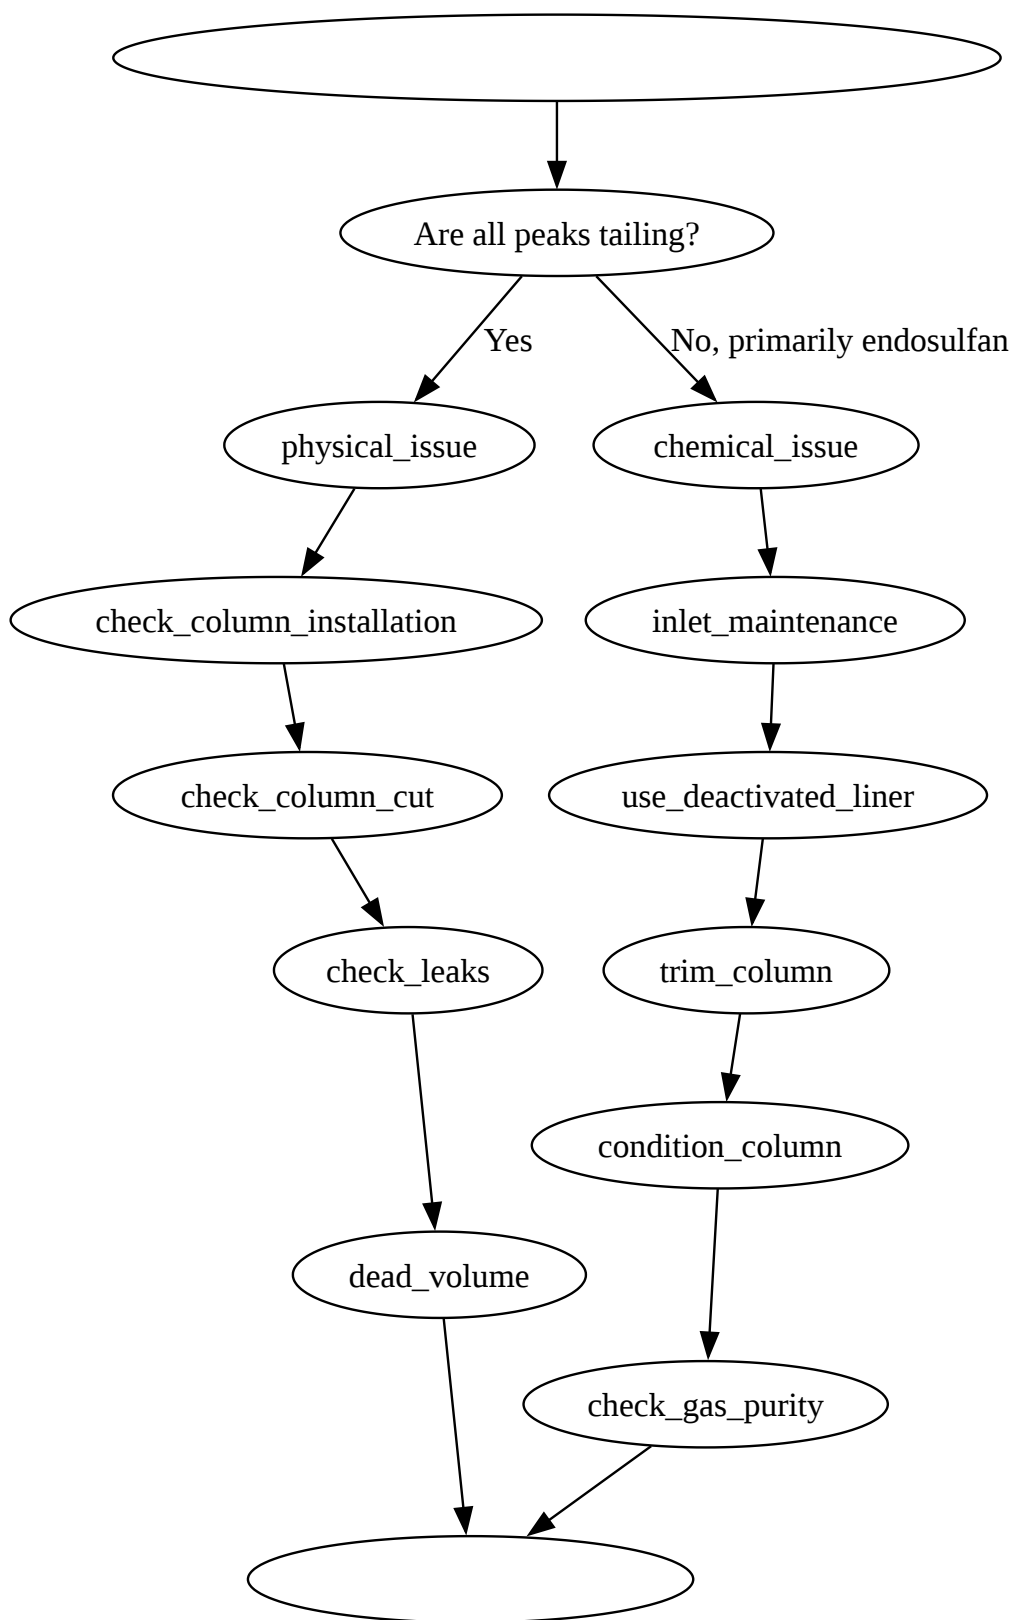 Are all peaks tailing?
Yes
No, primarily endosulfan
physical_issue
chemical_issue
check_column_installation
inlet_maintenance
check_column_cut
use_deactivated_liner
check_leaks
trim_column
condition_column
dead_volume
check_gas_purity